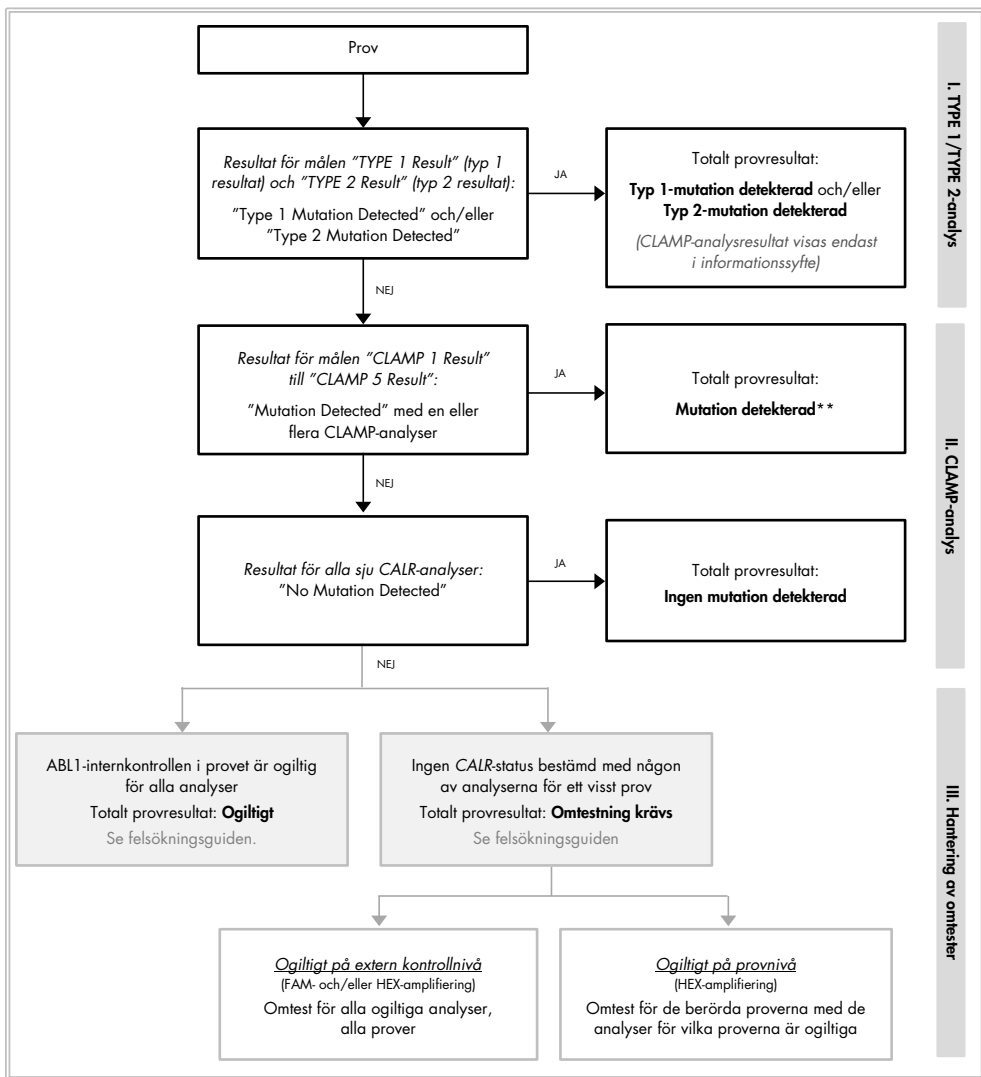 Prov
Resultat för målen "TYPE 1 Result" (typ 1
resultat) och "TYPE 2 Result" (typ 2 resultat):
"Type 1 Mutation Detected" och/eller
"Type 2 Mutation Detected"
JA
Totalt provresultat:
Typ 1-mutation detekterad och/eller
Typ 2-mutation detekterad
(CLAMP-analysresultat visas endast
i informationssyfte)
I. TYPE 1/TYPE 2-analys
NEJ
Resultat för målen "CLAMP 1 Result"
till "CLAMP 5 Result":
"Mutation Detected" med en eller
flera CLAMP-analyser
JA
Totalt provresultat:
Mutation detekterad**
II. CLAMP-analys
NEJ
Resultat för alla sju CALR-analyser:
"No Mutation Detected"
JA
Totalt provresultat:
Ingen mutation detekterad
NEJ
ABL1-internkontrollen i provet är ogiltig
för alla analyser
Totalt provresultat: Ogiltigt
Se felsökningsguiden.
Ingen CALR-status bestämd med någon
av analyserna för ett visst prov
Totalt provresultat: Omtestning krävs
Se felsökningsguiden
III. Hantering av omtester
Ogiltigt på extern kontrollnivå
(FAM- och/eller HEX-amplifiering)
Omtest för alla ogiltiga analyser,
alla prover
Ogiltigt på provnivå
(HEX-amplifiering)
Omtest för de berörda proverna med de
analyser för vilka proverna är ogiltiga